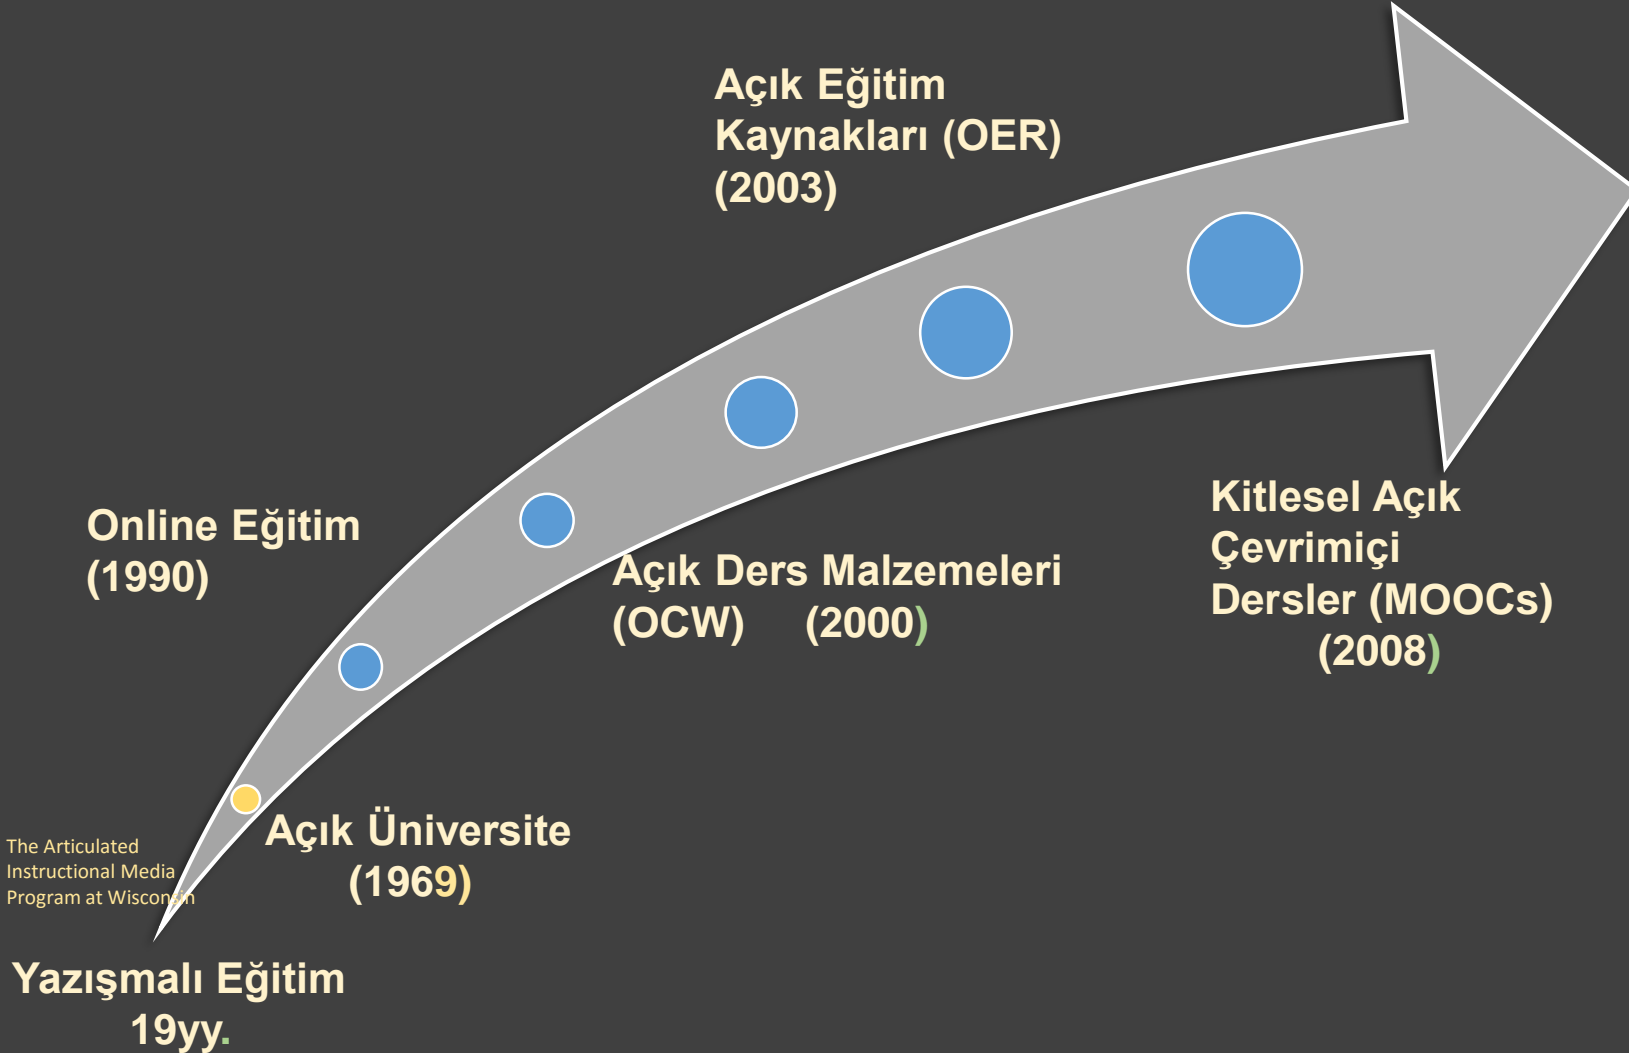 Açık Eğitim
Kaynakları (OER)
(2003)
Online Eğitim
(1990)
Açık Ders Malzemeleri
(OCW) (2000)
Kitlesel Açık
Çevrimiçi
Dersler (MOOCs)
(2008)
Açık Üniversite
(1969)
The Articulated
Instructional Media
Program at Wisconsin
Yazışmalı Eğitim
19yy.